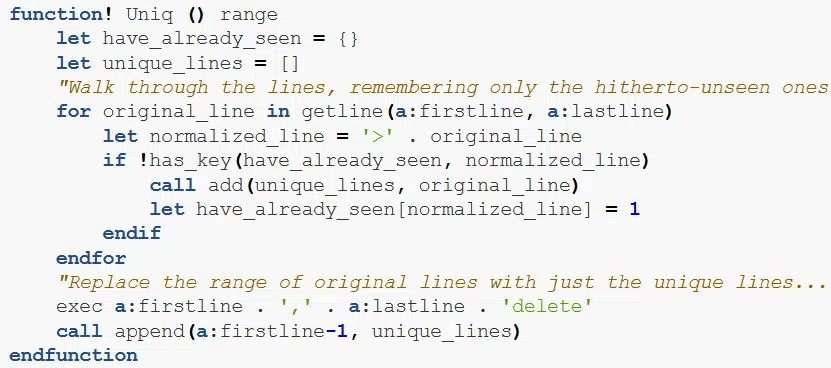 function! Uniq () range
    let have_already_seen = {}
    let unique_lines = []
    "Walk through the lines, remembering only the hitherto-unseen ones
    for original_line in getline(a:firstline, a:lastline)
        let normalized_line = '>' . original_line
        if !has_key(have_already_seen, normalized_line)
            call add(unique_lines, original_line)
            let have_already_seen[normalized_line] = 1
        endif
    endfor
    "Replace the range of original lines with just the unique lines...
    exec a:firstline . ',' . a:lastline . 'delete'
    call append(a:firstline-1, unique_lines)
endfunction